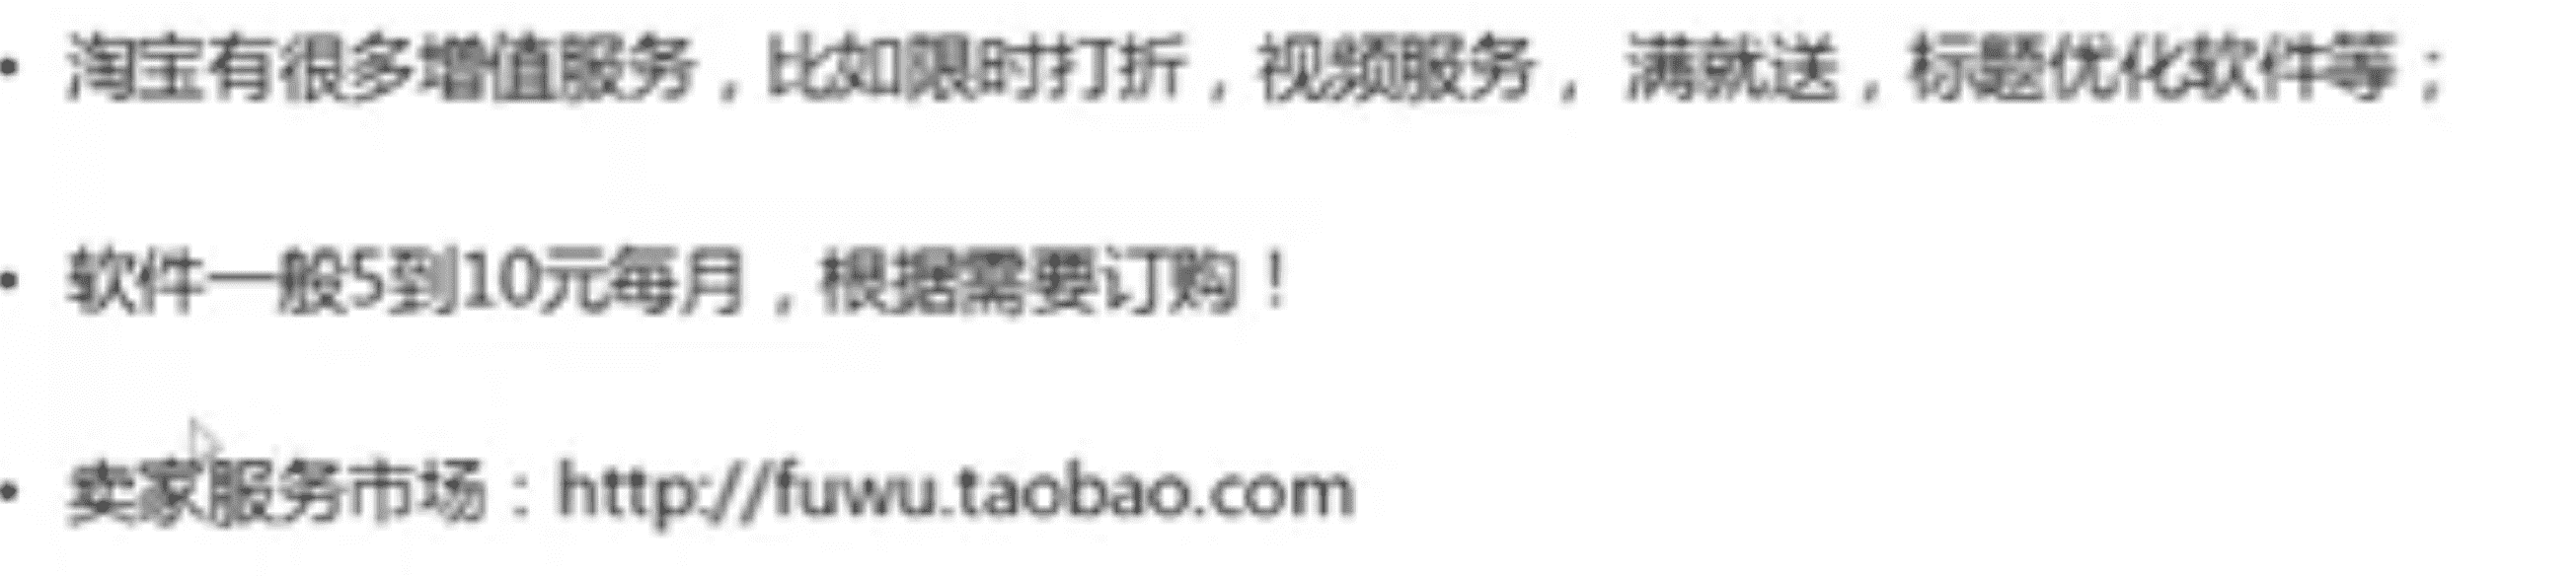 • 淘宝有很多增值服务，比如限时打折，视频服务， 满就送，标题优化软件等；
• 软件一般5到10元每月，根据需要订购！
• 卖家服务市场：http://fuwu.taobao.com